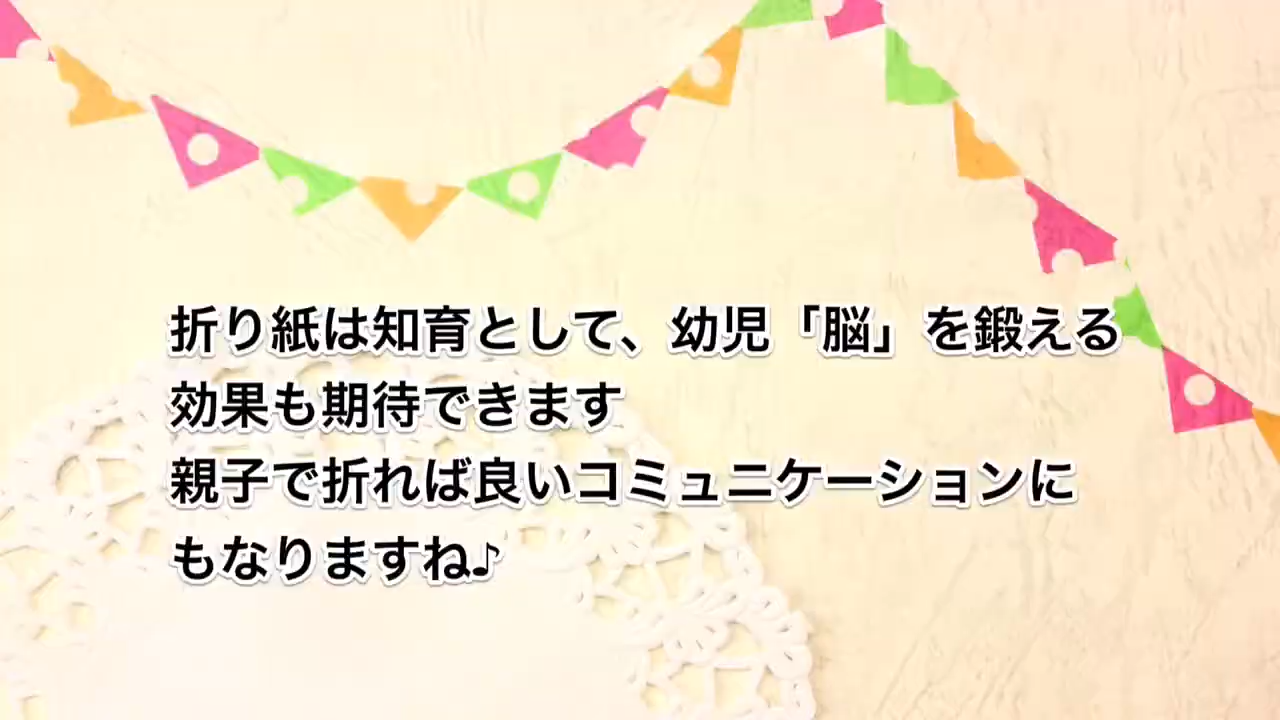 折り紙は知育として、幼児「脳」を鍛える
効果も期待できます
親子で折れば良いコミュニケーションに
もなりますね♪